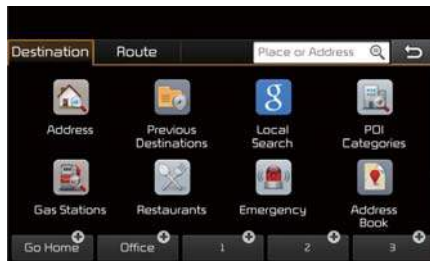 Destination
Route
Place or Address
g
Address
Previous
Destinations
Local
Search
POI
Categories
Gas Stations
Restaurants
Emergency
Address
Book
Go Home
Office
1
2
3